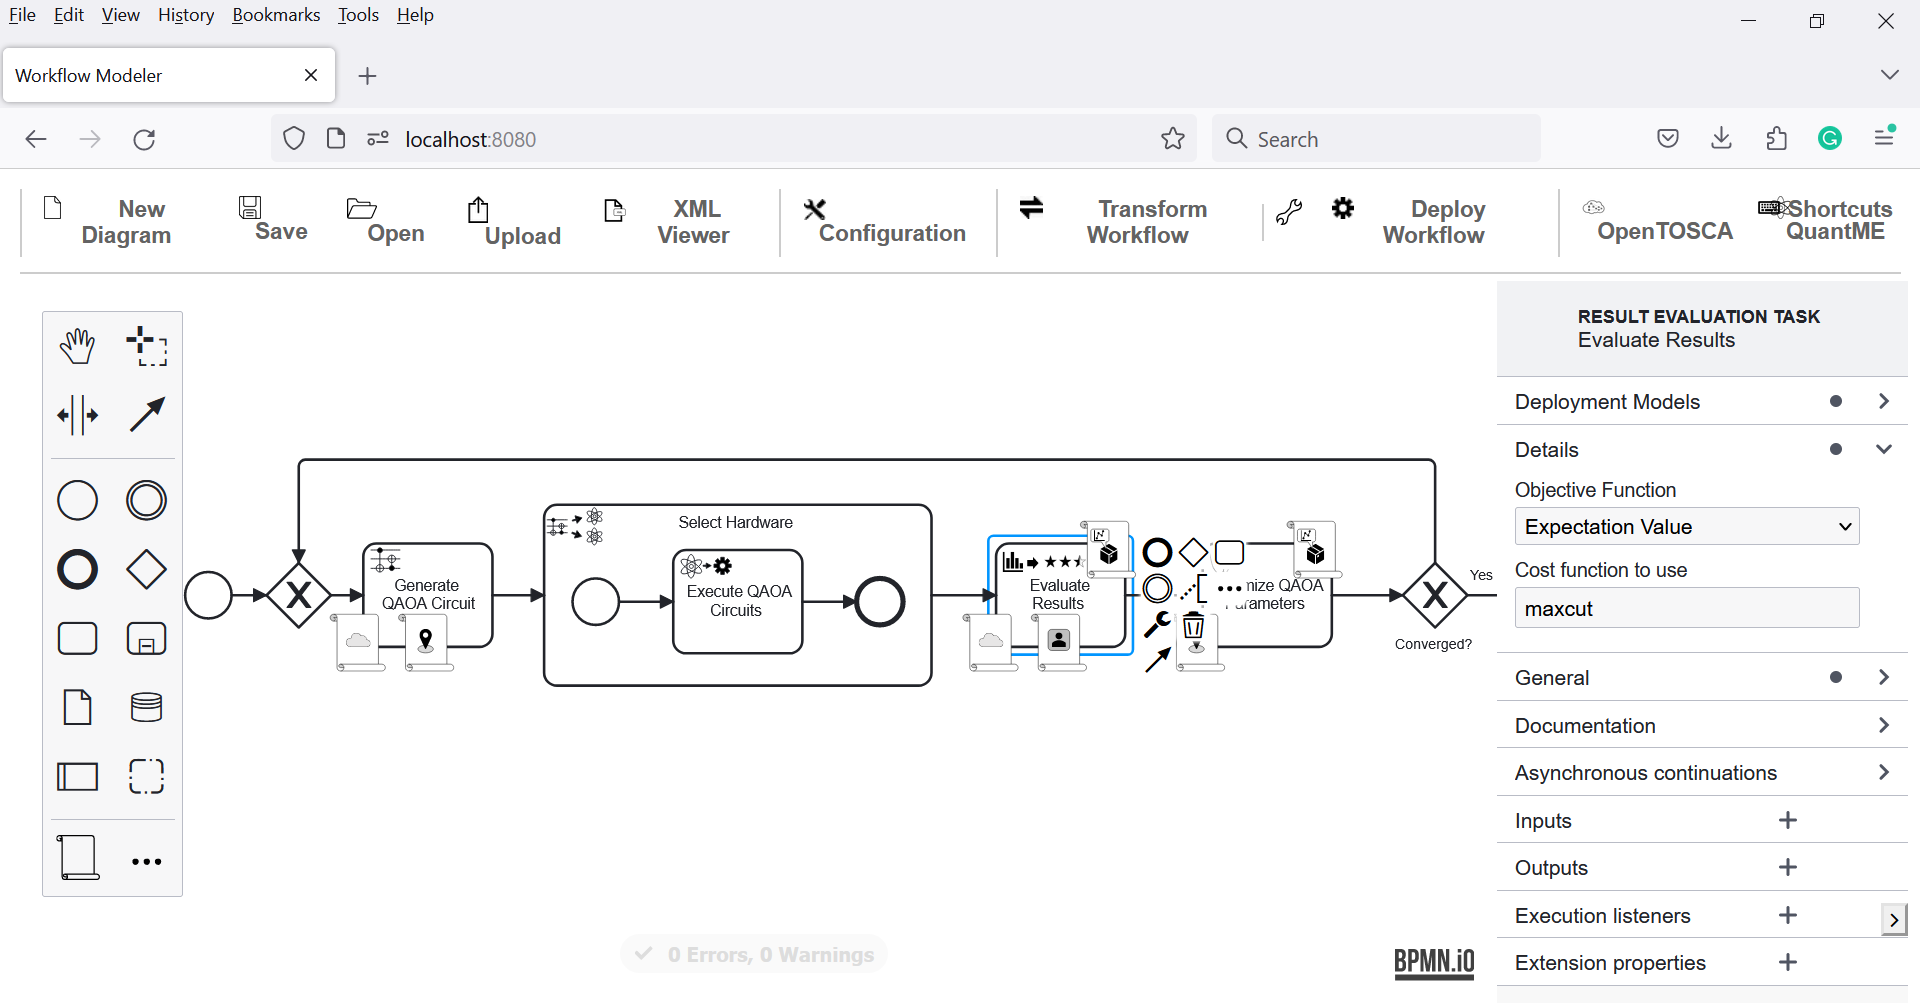 File Edit View History Bookmarks Tools Help
Workflow Modeler
localhost:8080
Search
New
Diagram
Save
Open
Upload
XML
Viewer
Configuration
Transform
Workflow
Deploy
Workflow
OpenTOSCA
Shortcuts
QuantME
RESULT EVALUATION TASK
Evaluate Results
Deployment Models
Details
Objective Function
Expectation Value
Cost function to use
maxcut
General
Documentation
Asynchronous continuations
Inputs
Outputs
Execution listeners
Extension properties
Select Hardware
Generate
QAOA Circuit
Execute QAOA
Circuits
Evaluate
Results
nize QAOA
arameters
Yes
Converged?
0 Errors, 0 Warnings
BPMN.iO